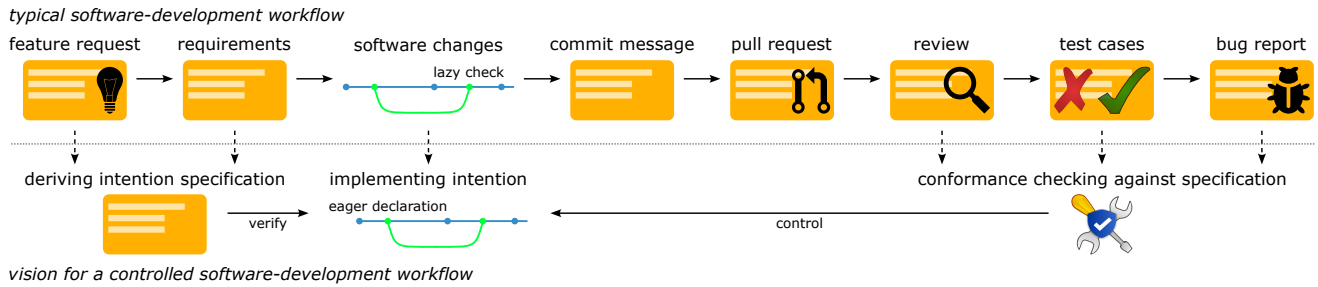 typical software-development workflow
feature request
requirements
software changes
commit message
pull request
review
test cases
bug report
lazy check
deriving intention specification
implementing intention
conformance checking against specification
eager declaration
verify
control
vision for a controlled software-development workflow